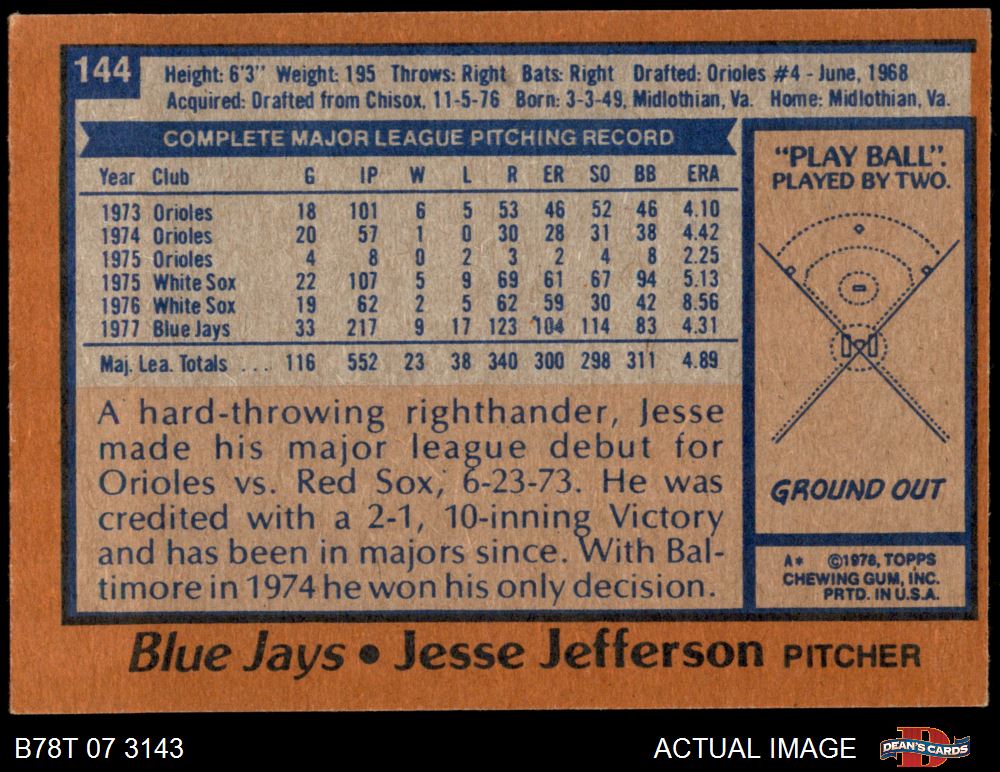 144
Height: 6'3" Weight: 195 Throws: Right Bats: Right Drafted: Orioles #4 - June, 1968
Acquired: Drafted from Chisox, 11-5-76 Born: 3-3-49, Midlothian, Va. Home: Midlothian, Va.
COMPLETE MAJOR LEAGUE PITCHING RECORD
Year Club G IP W L R ER SO BB ERA
1973 Orioles 18 101 6 5 53 46 52 46 4.10
1974 Orioles 20 57 1 0 30 28 31 38 4.42
1975 Orioles 4 8 0 2 3 2 4 8 2.25
1975 White Sox 22 107 5 9 69 61 67 94 5.13
1976 White Sox 19 62 2 5 62 59 30 42 8.56
1977 Blue Jays 33 217 9 17 123 104 114 83 4.31
Maj. Lea. Totals ... 116 552 23 38 340 300 298 311 4.89
A hard-throwing righthander, Jesse
made his major league debut for
Orioles vs. Red Sox, 6-23-73. He was
credited with a 2-1, 10-inning Victory
and has been in majors since. With Bal-
timore in 1974 he won his only decision.
"PLAY BALL".
PLAYED BY TWO.
GROUND OUT
A* ©1978, TOPPS
CHEWING GUM, INC.
PRTD. IN U.S.A.
Blue Jays • Jesse Jefferson PITCHER
B78T 07 3143
ACTUAL IMAGE
D
DEAN'S CARDS